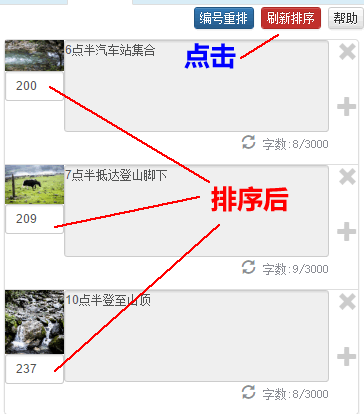 编号重排 刷新排序 帮助
6点半汽车站集合
点击
200
字数:8/3000
7点半抵达登山脚下
排序后
209
字数:9/3000
10点半登至山顶
237
字数:8/3000